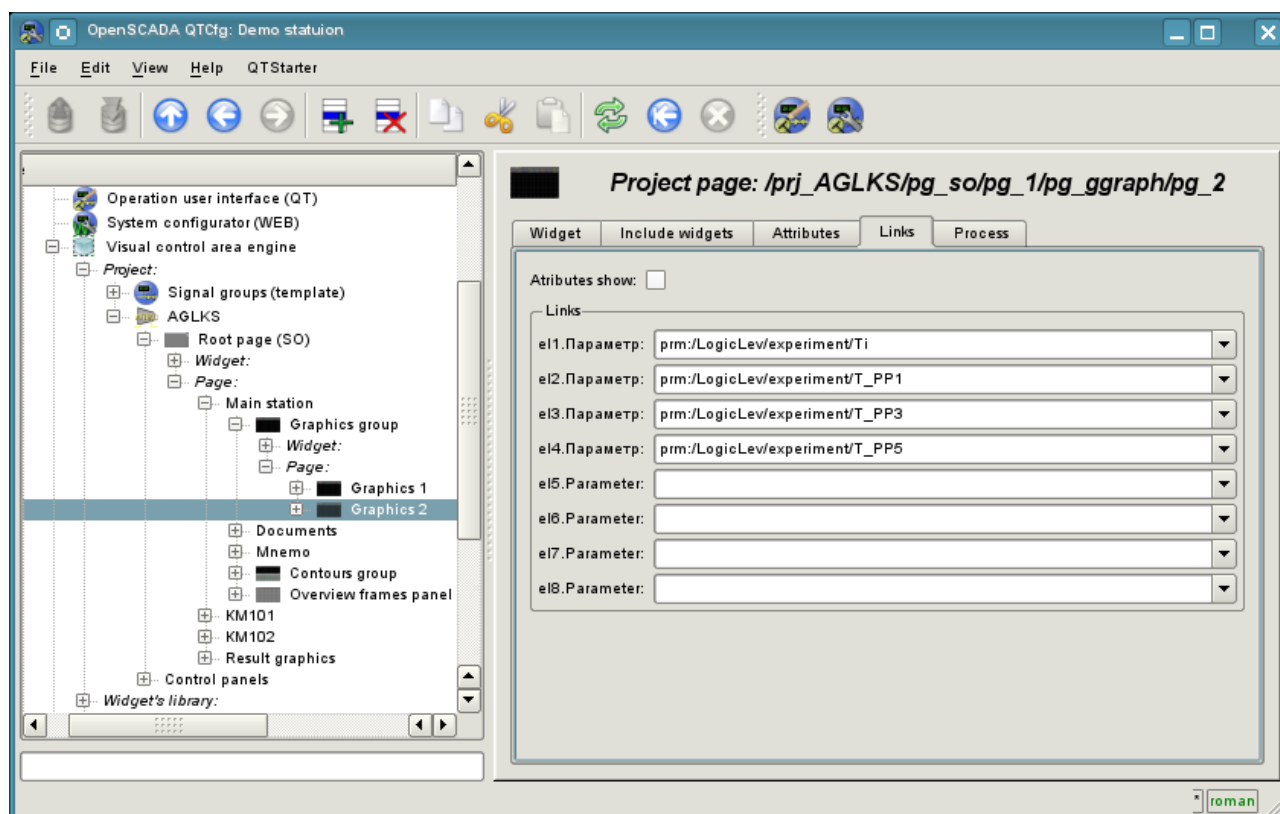 OpenSCADA QTCfg: Demo statuion
File Edit View Help QTStarter
Operation user interface (QT)
System configurator (WEB)
Visual control area engine
Project:
Signal groups (template)
AGLKS
Root page (SO)
Widget:
Page:
Main station
Graphics group
Widget:
Page:
Graphics 1
Graphics 2
Documents
Mnemo
Contours group
Overview frames panel
KM101
KM102
Result graphics
Control panels
Widget's library:
Project page: /prj_AGLKS/pg_so/pg_1/pg_ggraph/pg_2
Widget Include widgets Attributes Links Process
Atributes show:
Links
el1.Параметр: prm:/LogicLev/experiment/Ti
el2.Параметр: prm:/LogicLev/experiment/T_PP1
el3.Параметр: prm:/LogicLev/experiment/T_PP3
el4.Параметр: prm:/LogicLev/experiment/T_PP5
el5.Parameter:
el6.Parameter:
el7.Parameter:
el8.Parameter:
* roman